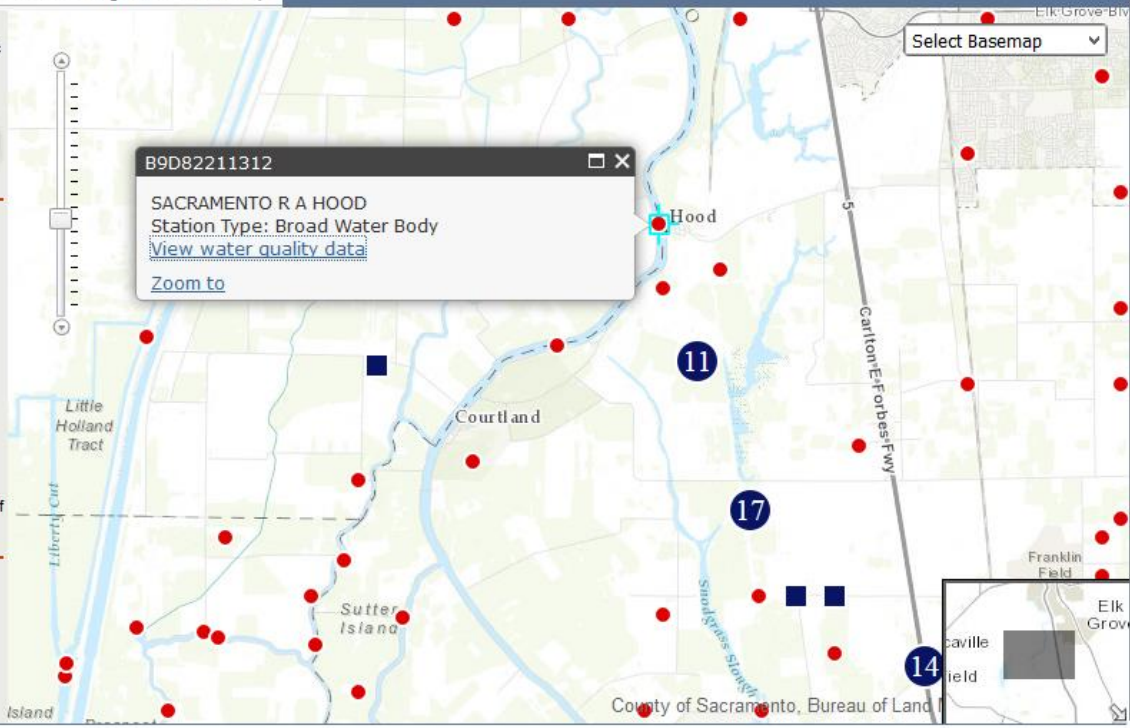 Elk Grove Blv
Select Basemap
B9D82211312
SACRAMENTO R A HOOD
Station Type: Broad Water Body
View water quality data
Zoom to
Hood
5
Carlton E Forbes Fwy
11
Little
Holland
Tract
Courtland
Liberty Cut
17
Franklin
Field
Sutter
Island
Snodgrass Slough
14
Elk
Grove
caville
ield
Island
Prospect
County of Sacramento, Bureau of Land